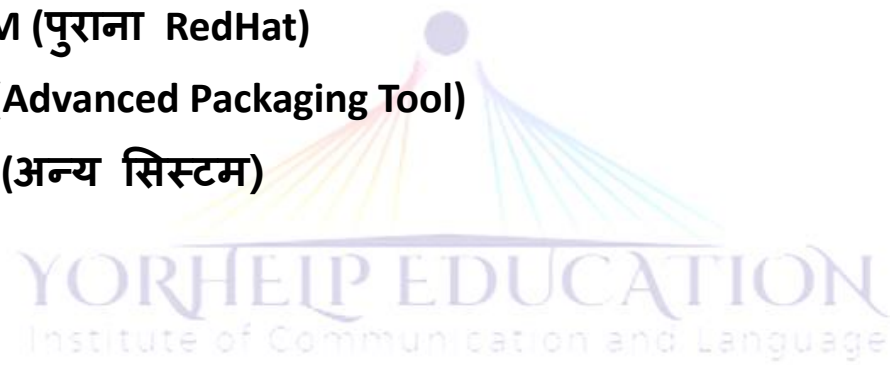 M (पुराना RedHat)
(Advanced Packaging Tool)
(अन्य सिस्टम)
YORHELP EDUCATION
Institute of Communication and Language